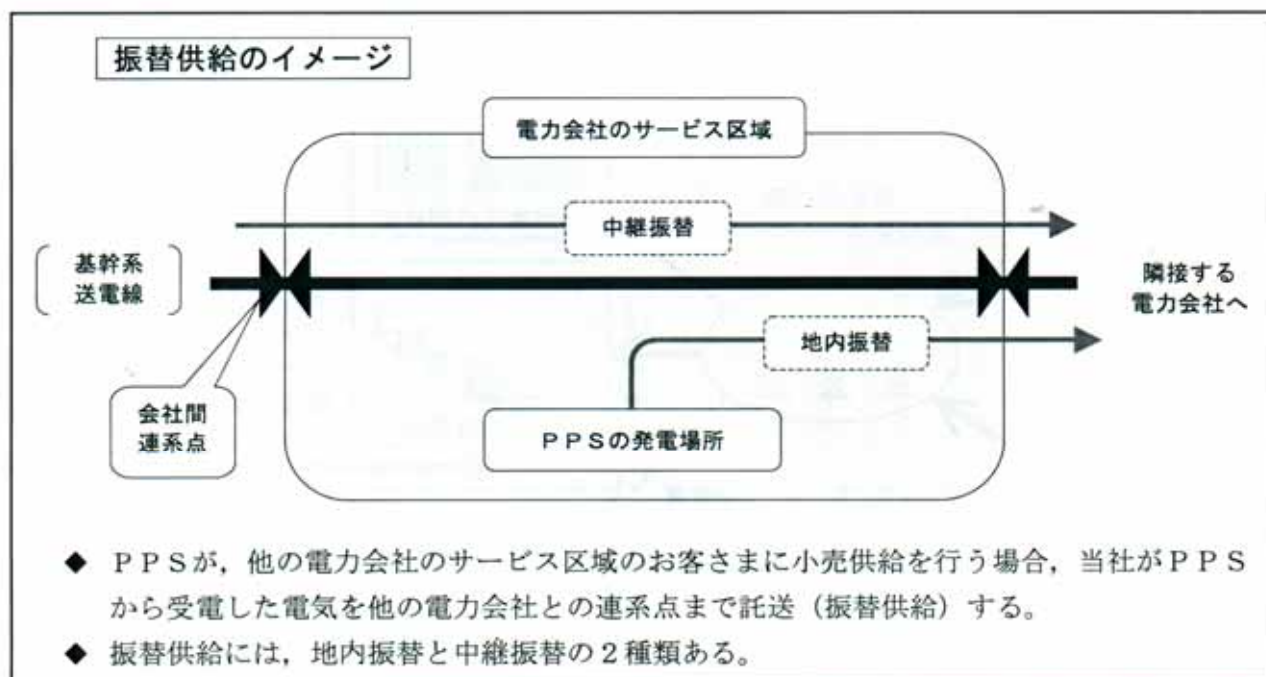 振替供給のイメージ
電力会社のサービス区域
中継振替
基幹系
送電線
隣接する
電力会社へ
地内振替
会社間
連系点
ＰＰＳの発電場所
◆ ＰＰＳが，他の電力会社のサービス区域のお客さまに小売供給を行う場合，当社がＰＰＳ
から受電した電気を他の電力会社との連系点まで託送（振替供給）する。
◆ 振替供給には，地内振替と中継振替の２種類ある。